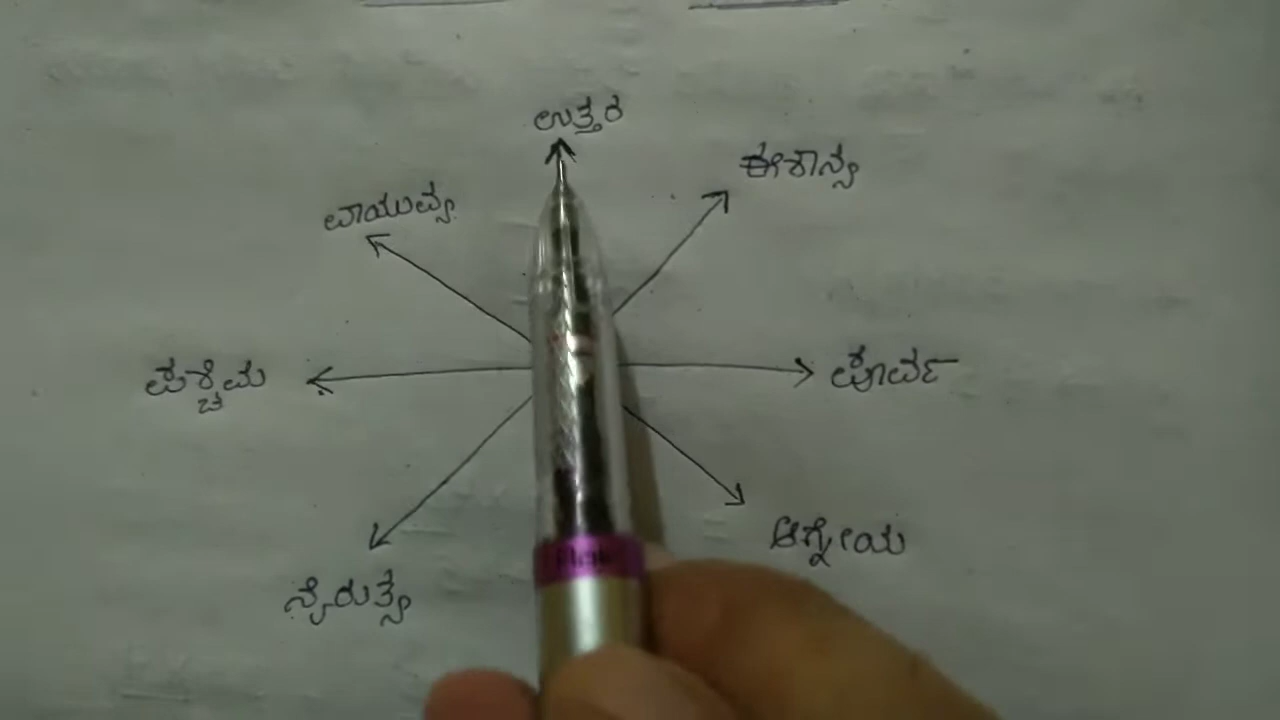 ಉತ್ತರ
ಈಶಾನ್ಯ
ವಾಯುವ್ಯ
ಪಶ್ಚಿಮ
ಪೂರ್ವ
ಆಗ್ನೇಯ
ನೈರುತ್ಯ